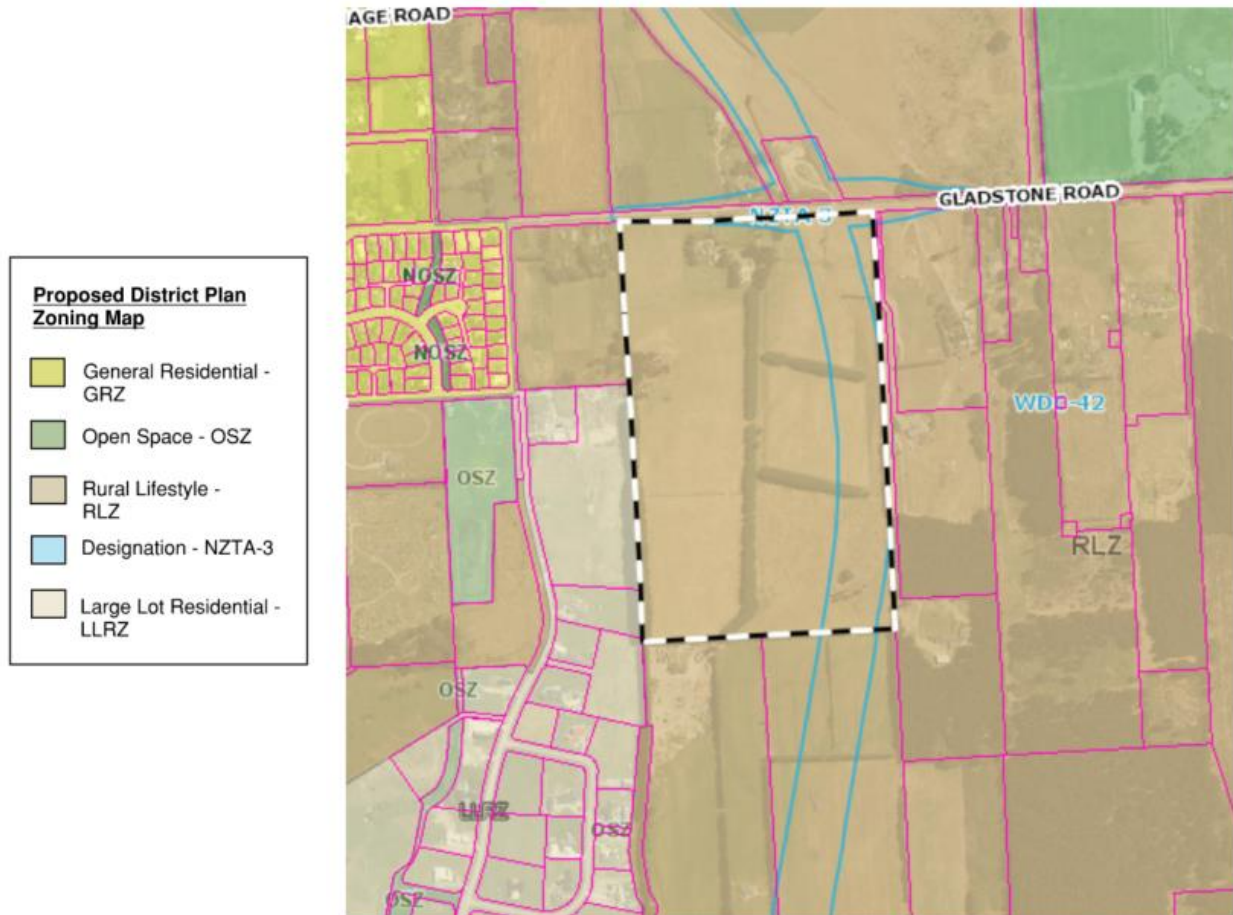 AGE ROAD
Proposed District Plan
Zoning Map
General Residential -
GRZ
Open Space - OSZ
Rural Lifestyle -
RLZ
Designation - NZTA-3
Large Lot Residential -
LLRZ
GLADSTONE ROAD
NZTA-3
NOSZ
NOSZ
WDC-42
OSZ
RLZ
OSZ
LLRZ
OSZ
OSZ